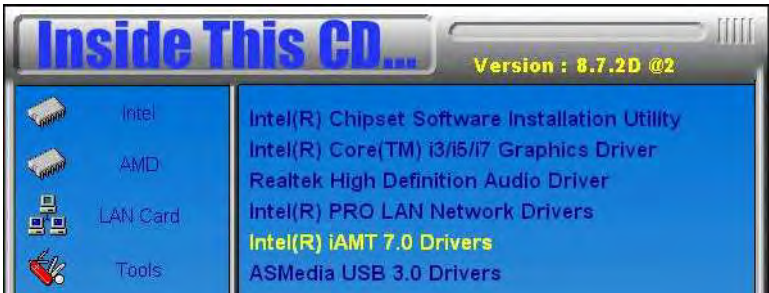 Inside This CD...
Version : 8.7.2D @2
Intel
AMD
LAN Card
Tools
Intel(R) Chipset Software Installation Utility
Intel(R) Core(TM) i3/i5/i7 Graphics Driver
Realtek High Definition Audio Driver
Intel(R) PRO LAN Network Drivers
Intel(R) iAMT 7.0 Drivers
ASMedia USB 3.0 Drivers